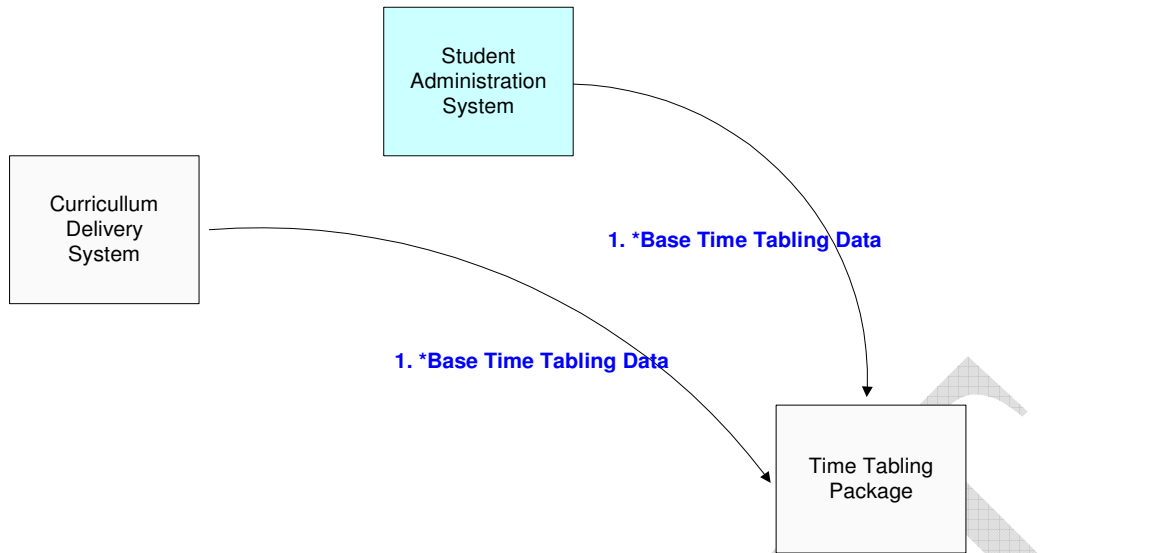 Student
Administration
System
Curricullum
Delivery
System
1. *Base Time Tabling Data
1. *Base Time Tabling Data
Time Tabling
Package